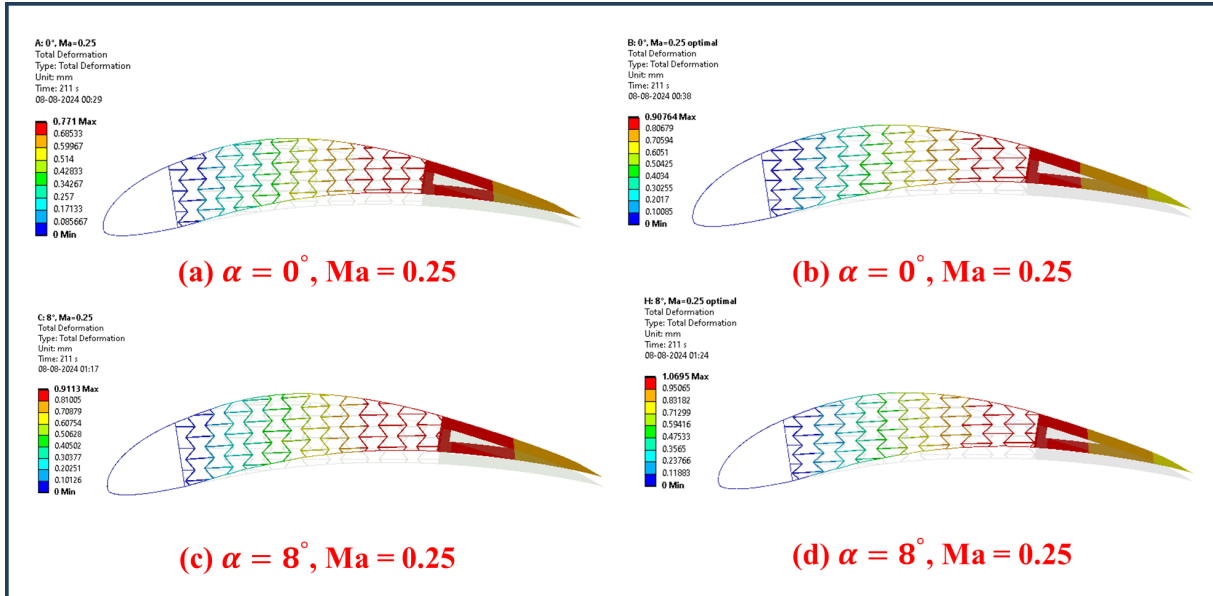 A: 0°, Ma=0.25
Total Deformation
Type: Total Deformation
Unit: mm
Time: 211 s
08-08-2024 00:29
0.771 Max
0.68533
0.59967
0.514
0.42833
0.34267
0.257
0.17133
0.085667
0 Min
(a) α = 0°, Ma = 0.25
B: 0°, Ma=0.25 optimal
Total Deformation
Type: Total Deformation
Unit: mm
Time: 211 s
08-08-2024 00:38
0.90764 Max
0.80679
0.70594
0.6051
0.50425
0.4034
0.30255
0.2017
0.10085
0 Min
(b) α = 0°, Ma = 0.25
C: 8°, Ma=0.25
Total Deformation
Type: Total Deformation
Unit: mm
Time: 211 s
08-08-2024 01:17
0.9113 Max
0.81005
0.70879
0.60754
0.50628
0.40502
0.30377
0.20251
0.10126
0 Min
(c) α = 8°, Ma = 0.25
H: 8°, Ma=0.25 optimal
Total Deformation
Type: Total Deformation
Unit: mm
Time: 211 s
08-08-2024 01:24
1.0695 Max
0.95065
0.83182
0.71299
0.59416
0.47533
0.3565
0.23766
0.11883
0 Min
(d) α = 8°, Ma = 0.25